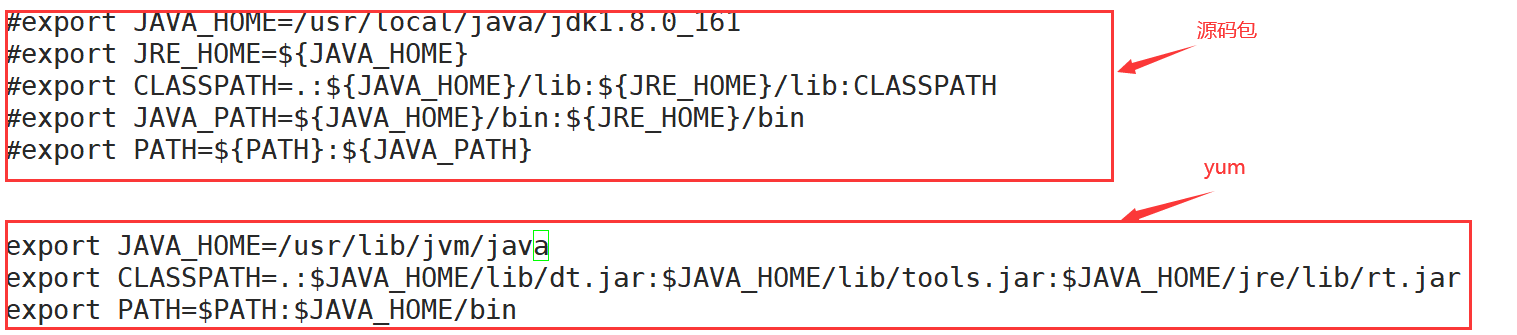 #export JAVA_HOME=/usr/local/java/jdk1.8.0_161
源码包
#export JRE_HOME=${JAVA_HOME}
#export CLASSPATH=.:${JAVA_HOME}/lib:${JRE_HOME}/lib:CLASSPATH
#export JAVA_PATH=${JAVA_HOME}/bin:${JRE_HOME}/bin
#export PATH=${PATH}:${JAVA_PATH}
yum
export JAVA_HOME=/usr/lib/jvm/java
export CLASSPATH=.:$JAVA_HOME/lib/dt.jar:$JAVA_HOME/lib/tools.jar:$JAVA_HOME/jre/lib/rt.jar
export PATH=$PATH:$JAVA_HOME/bin